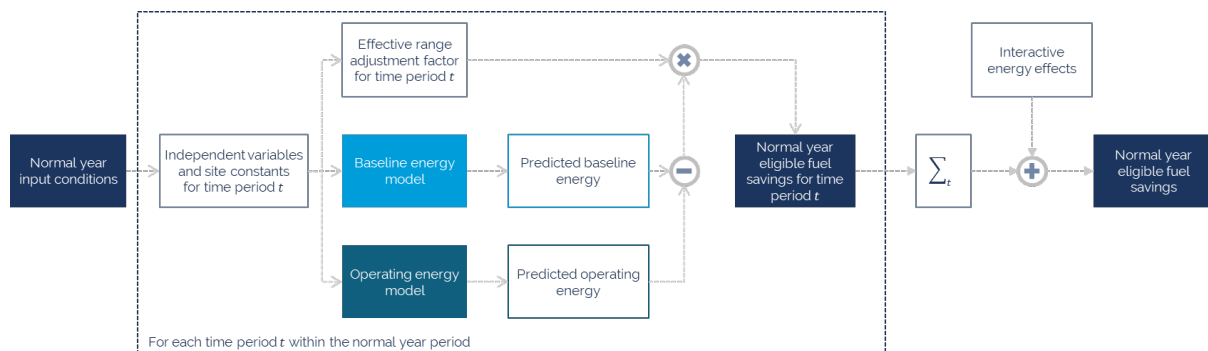 Effective range
adjustment factor
for time period t
Interactive
energy effects
Normal year
input conditions
Independent variables
and site constants
for time period t
Baseline energy
model
Predicted baseline
energy
Normal year
eligible fuel
savings for time
period t
∑t
Normal year
eligible fuel
savings
Operating energy
model
Predicted operating
energy
For each time period t within the normal year period